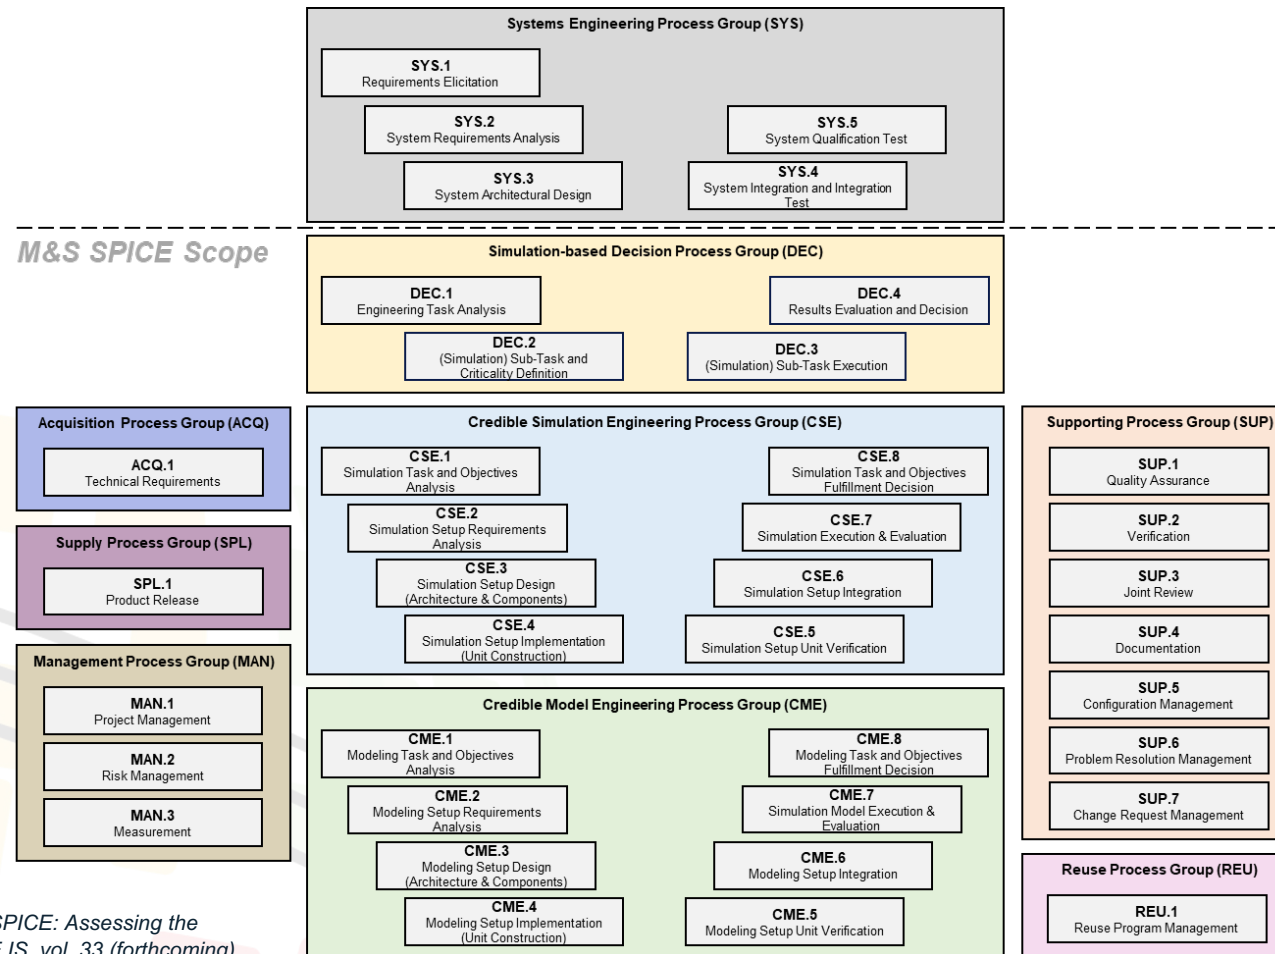 Systems Engineering Process Group (SYS)
SYS.1
Requirements Elicitation
SYS.2
System Requirements Analysis
SYS.3
System Architectural Design
SYS.5
System Qualification Test
SYS.4
System Integration and Integration
Test
M&S SPICE Scope
Simulation-based Decision Process Group (DEC)
DEC.1
Engineering Task Analysis
DEC.2
(Simulation) Sub-Task and
Criticality Definition
DEC.4
Results Evaluation and Decision
DEC.3
(Simulation) Sub-Task Execution
Acquisition Process Group (ACQ)
ACQ.1
Technical Requirements
Supply Process Group (SPL)
SPL.1
Product Release
Management Process Group (MAN)
MAN.1
Project Management
MAN.2
Risk Management
MAN.3
Measurement
Credible Simulation Engineering Process Group (CSE)
CSE.1
Simulation Task and Objectives
Analysis
CSE.2
Simulation Setup Requirements
Analysis
CSE.3
Simulation Setup Design
(Architecture & Components)
CSE.4
Simulation Setup Implementation
(Unit Construction)
CSE.8
Simulation Task and Objectives
Fulfillment Decision
CSE.7
Simulation Execution & Evaluation
CSE.6
Simulation Setup Integration
CSE.5
Simulation Setup Unit Verification
Credible Model Engineering Process Group (CME)
CME.1
Modeling Task and Objectives
Analysis
CME.2
Modeling Setup Requirements
Analysis
CME.3
Modeling Setup Design
(Architecture & Components)
CME.4
Modeling Setup Implementation
(Unit Construction)
CME.8
Modeling Task and Objectives
Fulfillment Decision
CME.7
Simulation Model Execution &
Evaluation
CME.6
Modeling Setup Integration
CME.5
Modeling Setup Unit Verification
Supporting Process Group (SUP)
SUP.1
Quality Assurance
SUP.2
Verification
SUP.3
Joint Review
SUP.4
Documentation
SUP.5
Configuration Management
SUP.6
Problem Resolution Management
SUP.7
Change Request Management
Reuse Process Group (REU)
REU.1
Reuse Program Management
SPICE: Assessing the
IS, vol. 33 (forthcoming)